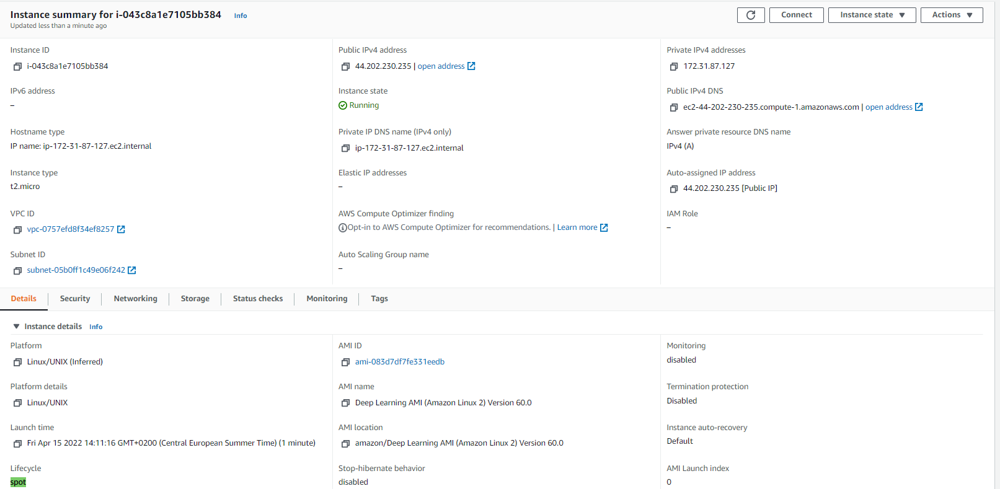 Instance summary for i-043c8a1e7105bb384 Info
Updated less than a minute ago
Connect
Instance state
Actions
Instance ID
i-043c8a1e7105bb384
Public IPv4 address
44.202.230.235 | open address
Private IPv4 addresses
172.31.87.127
IPv6 address
–
Instance state
Running
Public IPv4 DNS
ec2-44-202-230-235.compute-1.amazonaws.com | open address
Hostname type
IP name: ip-172-31-87-127.ec2.internal
Private IP DNS name (IPv4 only)
ip-172-31-87-127.ec2.internal
Answer private resource DNS name
IPv4 (A)
Instance type
t2.micro
Elastic IP addresses
–
Auto-assigned IP address
44.202.230.235 [Public IP]
VPC ID
vpc-0757efd8f34ef8257
AWS Compute Optimizer finding
Opt-in to AWS Compute Optimizer for recommendations. | Learn more
IAM Role
–
Subnet ID
subnet-05b0ff1c49e06f242
Auto Scaling Group name
–
Details
Security
Networking
Storage
Status checks
Monitoring
Tags
Instance details Info
Platform
Linux/UNIX (Inferred)
AMI ID
ami-083d7df7fe331eedb
Monitoring
disabled
Platform details
Linux/UNIX
AMI name
Deep Learning AMI (Amazon Linux 2) Version 60.0
Termination protection
Disabled
Launch time
Fri Apr 15 2022 14:11:16 GMT+0200 (Central European Summer Time) (1 minute)
AMI location
amazon/Deep Learning AMI (Amazon Linux 2) Version 60.0
Instance auto-recovery
Default
Lifecycle
spot
Stop-hibernate behavior
disabled
AMI Launch index
0